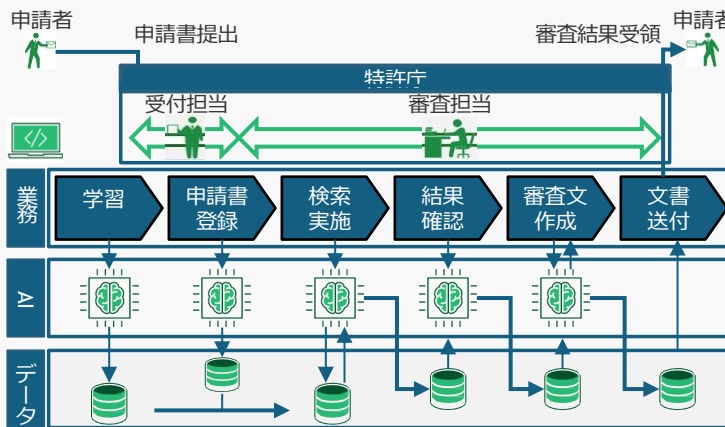 申請者
申請書提出
審査結果受領
申請者
特許庁
受付担当
審査担当
</>
業務
学習
申請書
登録
検索
実施
結果
確認
審査文
作成
文書
送付
AI
データ